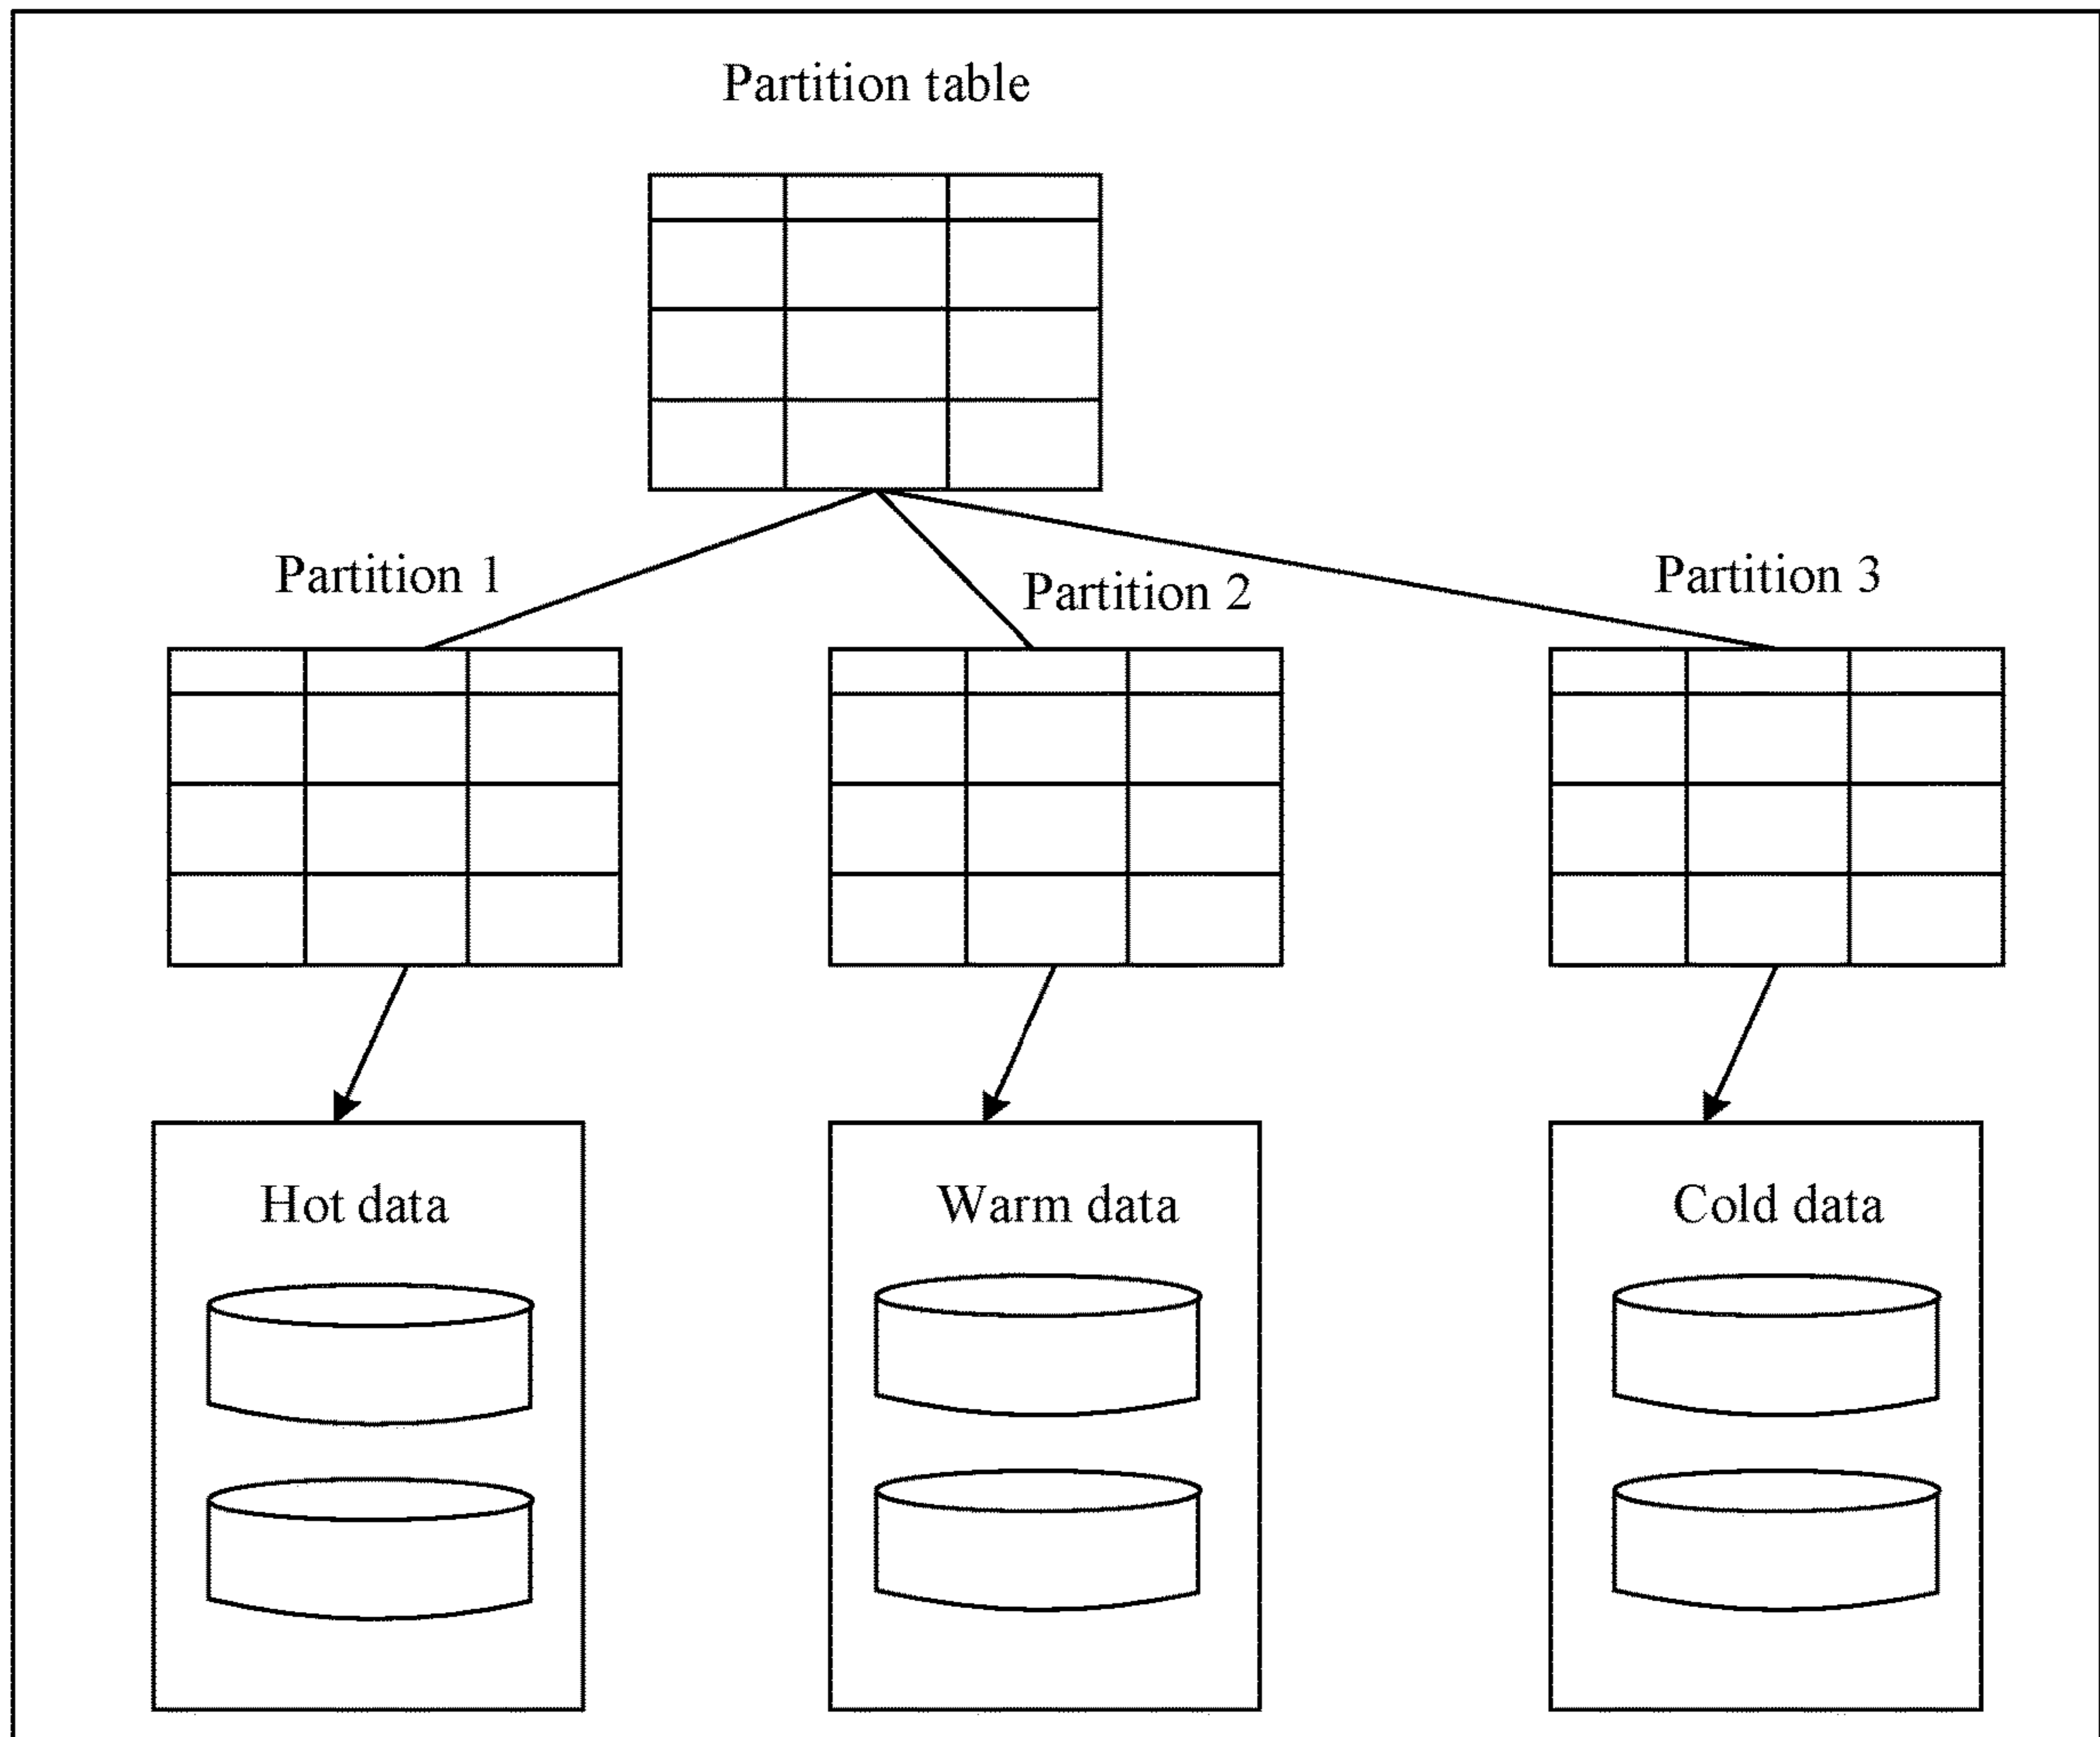 Partition table
Partition 1
Partition 2
Partition 3
Hot data
Warm data
Cold data